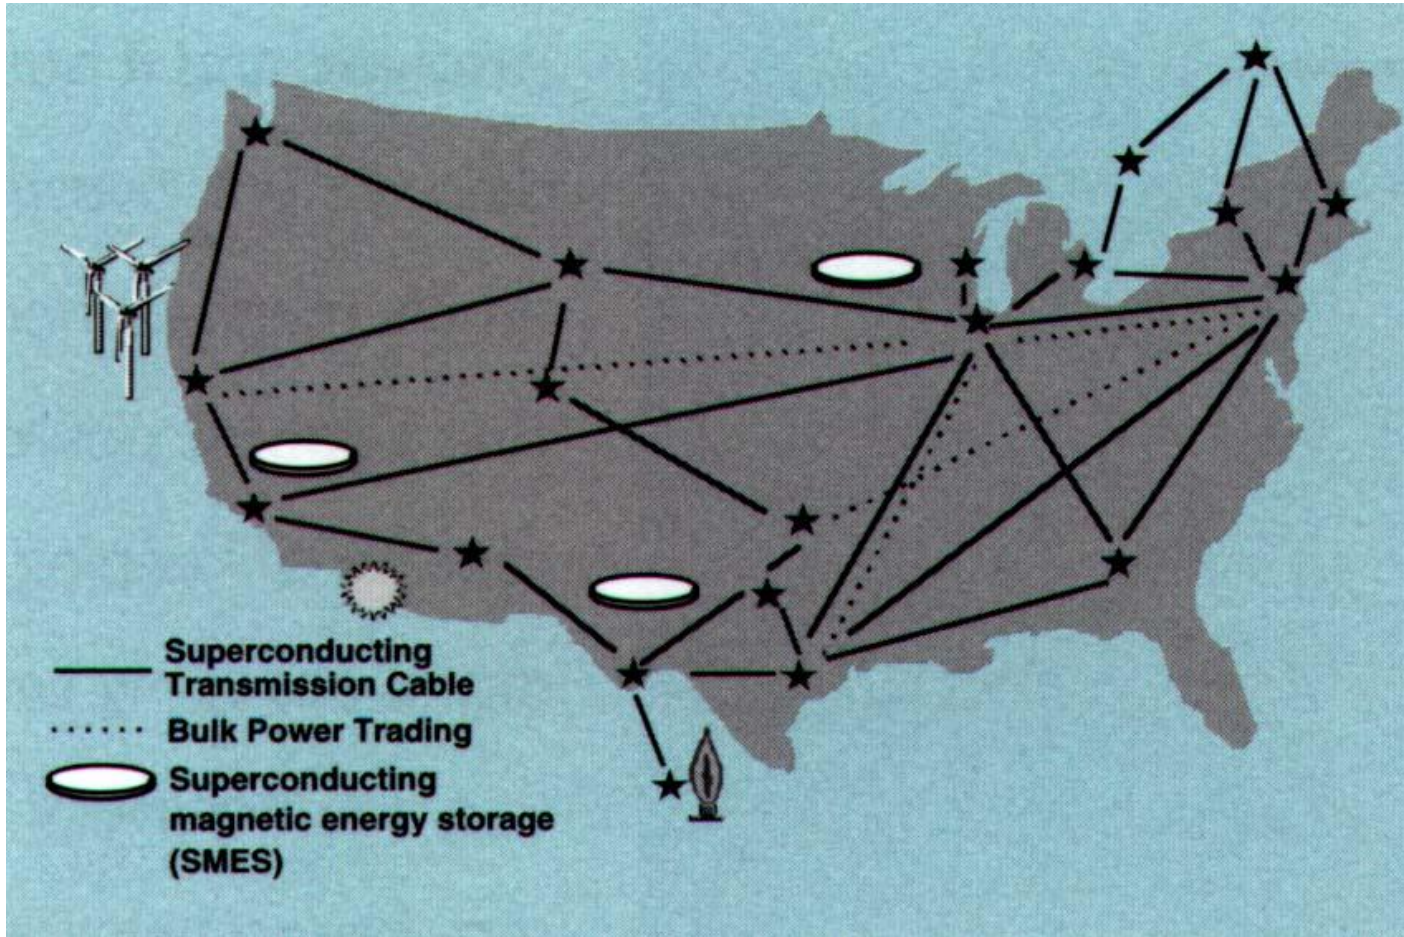 Superconducting
Transmission Cable
Bulk Power Trading
Superconducting
magnetic energy storage
(SMES)